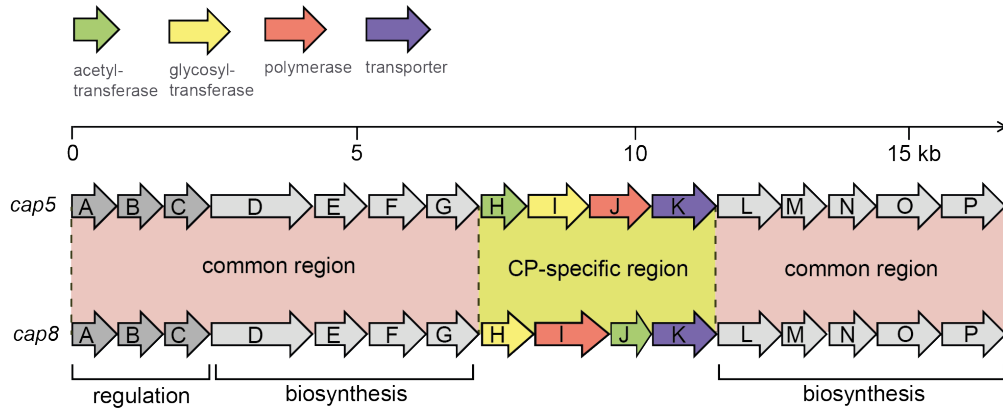 acetyl-
transferase
glycosyl-
transferase
polymerase
transporter
0 5 10 15 kb
cap5 A B C D E F G H I J K L M N O P
common region CP-specific region common region
cap8 A B C D E F G H I J K L M N O P
regulation biosynthesis biosynthesis